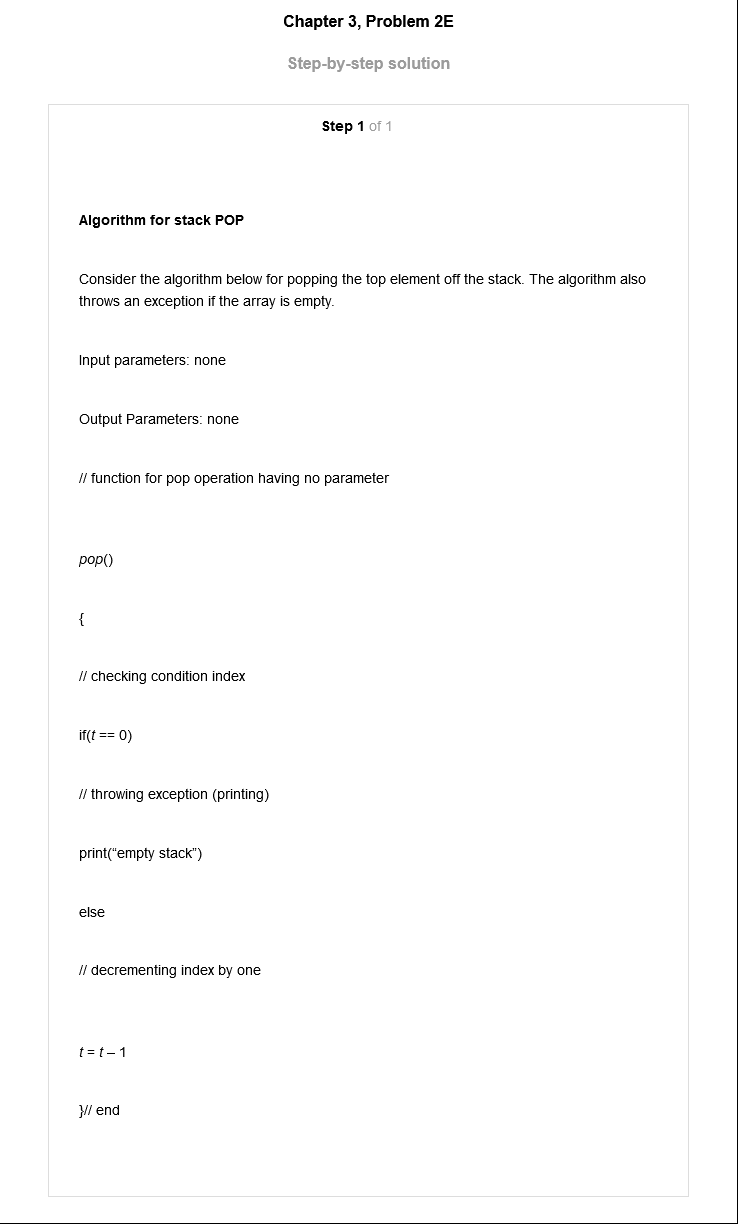 Chapter 3, Problem 2E
Step-by-step solution
Step 1 of 1
Algorithm for stack POP
Consider the algorithm below for popping the top element off the stack. The algorithm also
throws an exception if the array is empty.
Input parameters: none
Output Parameters: none
// function for pop operation having no parameter
pop()
{
// checking condition index
if(t == 0)
// throwing exception (printing)
print(“empty stack”)
else
// decrementing index by one
t = t – 1
}// end